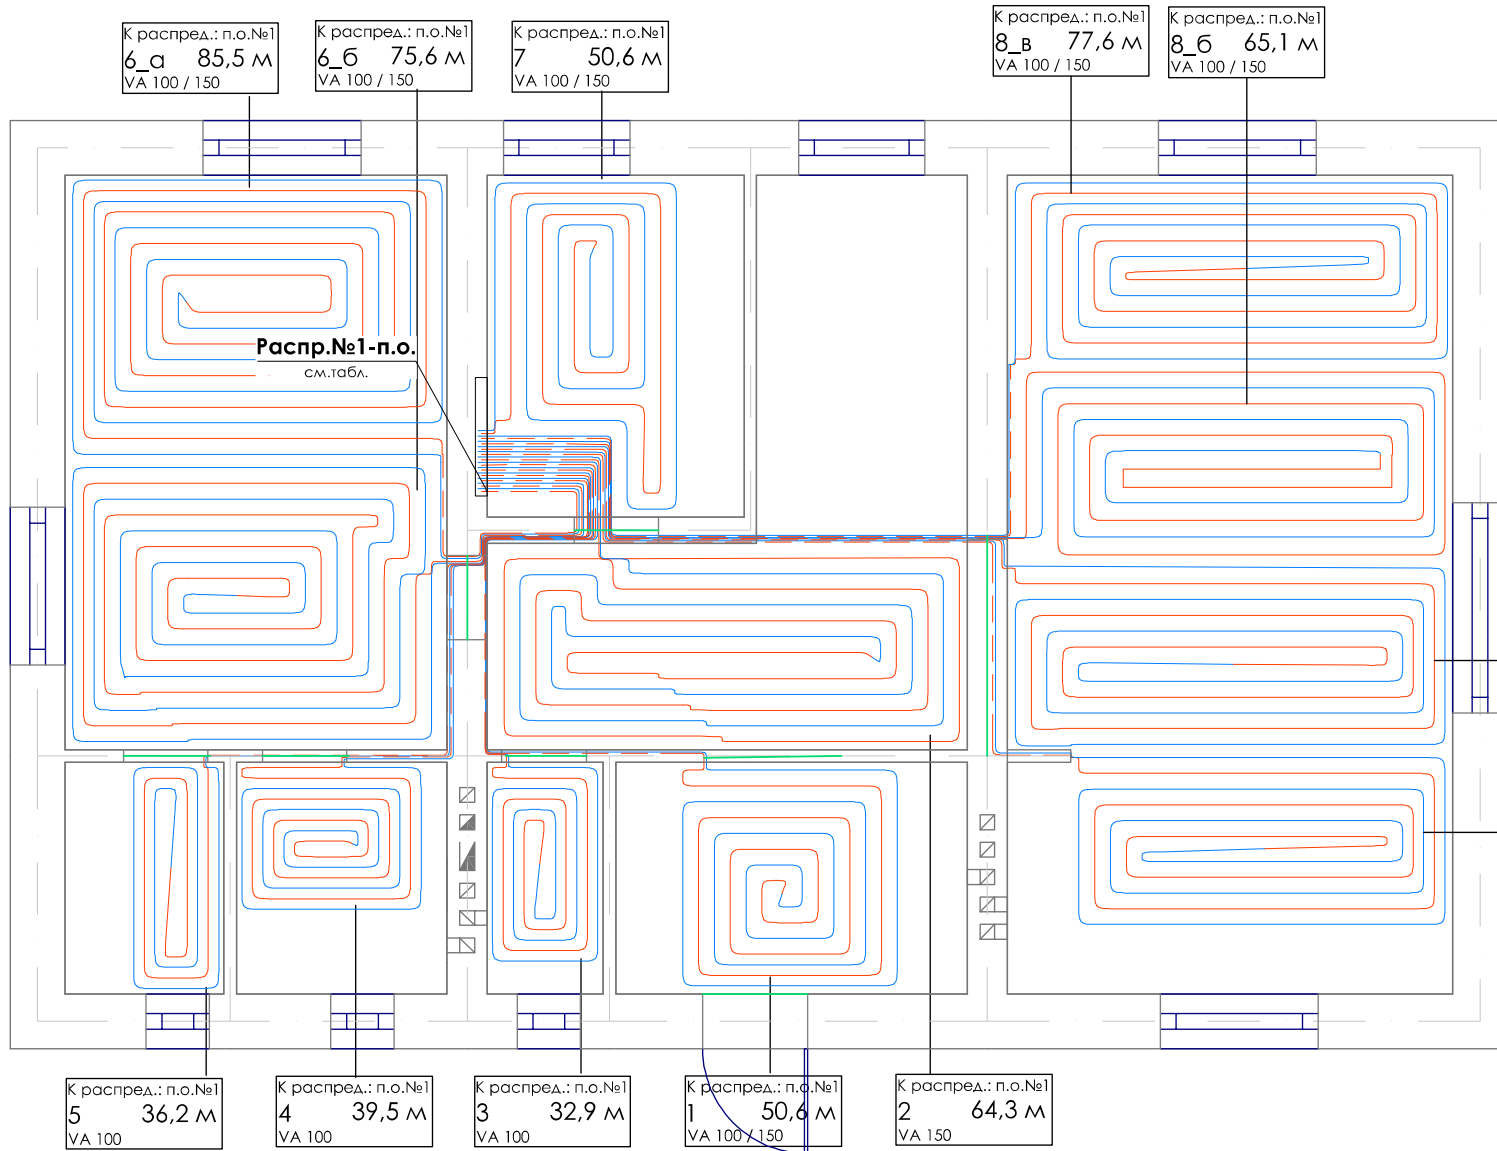 К распред.: п.о.№1
6_а 85,5 м
VA 100 / 150
К распред.: п.о.№1
6_б 75,6 м
VA 100 / 150
К распред.: п.о.№1
7 50,6 м
VA 100 / 150
К распред.: п.о.№1
8_в 77,6 м
VA 100 / 150
К распред.: п.о.№1
8_б 65,1 м
VA 100 / 150
Распр.№1-п.о.
см.табл.
К распред.: п.о.№1
5 36,2 м
VA 100
К распред.: п.о.№1
4 39,5 м
VA 100
К распред.: п.о.№1
3 32,9 м
VA 100
К распред.: п.о.№1
1 50,6 м
VA 100 / 150
К распред.: п.о.№1
2 64,3 м
VA 150